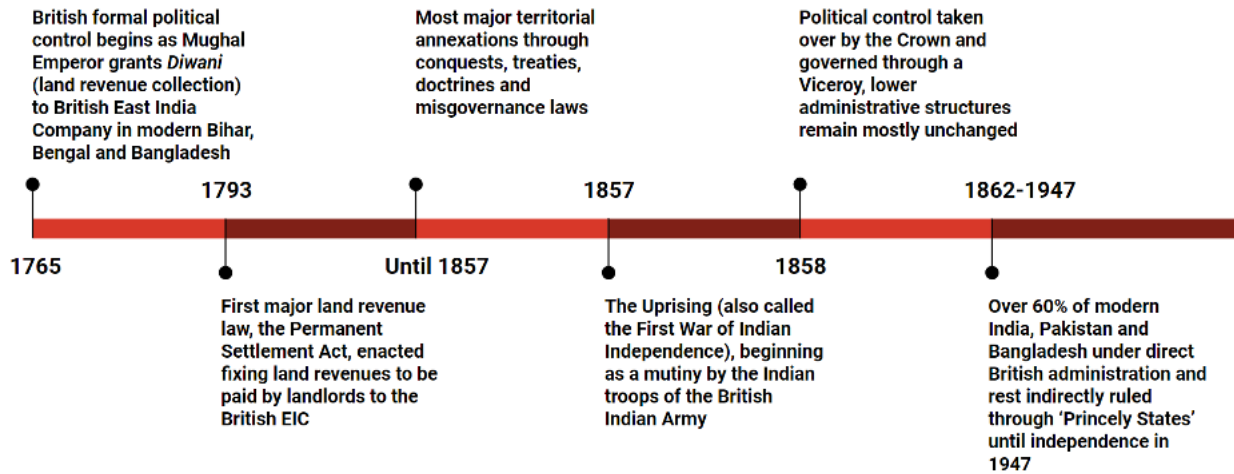 British formal political
control begins as Mughal
Emperor grants Diwani
(land revenue collection)
to British East India
Company in modern Bihar,
Bengal and Bangladesh
1765
1793
First major land revenue
law, the Permanent
Settlement Act, enacted
fixing land revenues to be
paid by landlords to the
British EIC
Most major territorial
annexations through
conquests, treaties,
doctrines and
misgovernance laws
Until 1857
1857
The Uprising (also called
the First War of Indian
Independence), beginning
as a mutiny by the Indian
troops of the British
Indian Army
Political control taken
over by the Crown and
governed through a
Viceroy, lower
administrative structures
remain mostly unchanged
1858
1862-1947
Over 60% of modern
India, Pakistan and
Bangladesh under direct
British administration and
rest indirectly ruled
through ‘Princely States’
until independence in
1947